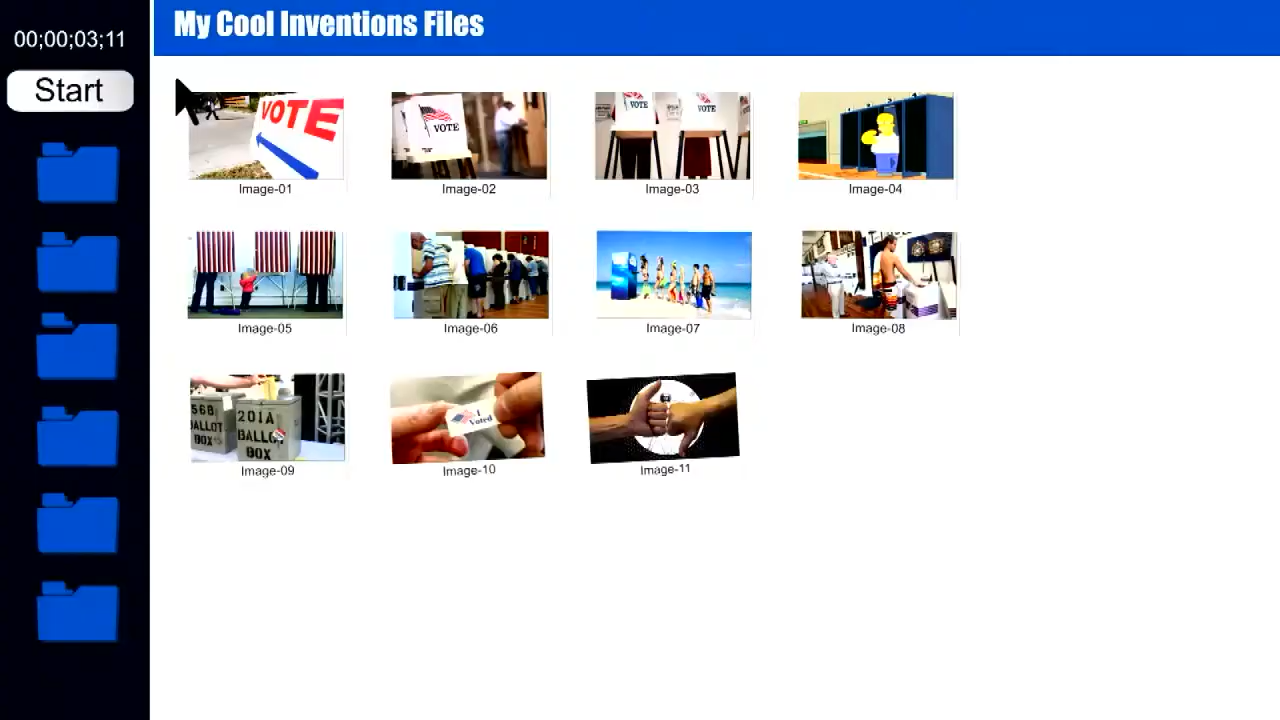 My Cool Inventions Files
00;00;03;11
Start
VOTE
VOTE
VOTE
VOTE
Image-01
Image-02
Image-03
Image-04
Image-05
Image-06
Image-07
Image-08
56B
BALLOT
BOX
201A
BALLOT
BOX
I
Voted
Image-09
Image-10
Image-11